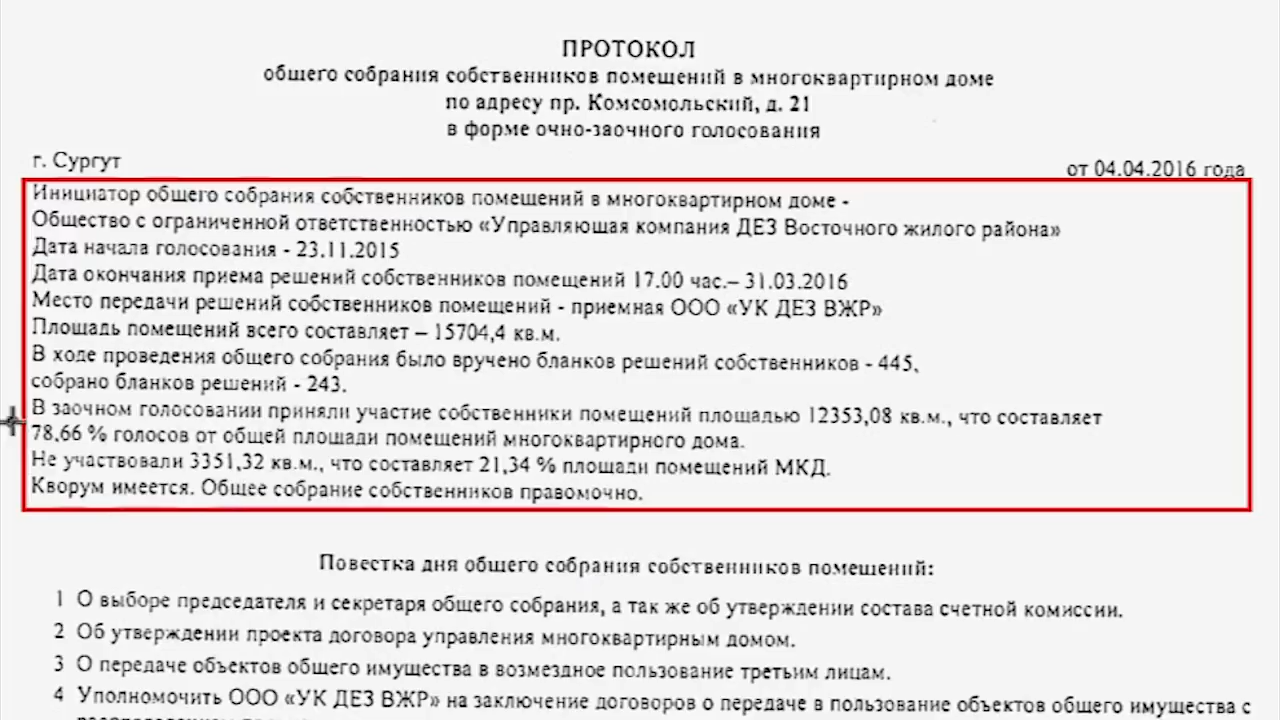 ПРОТОКОЛ
общего собрания собственников помещений в многоквартирном доме
по адресу пр. Комсомольский, д. 21
в форме очно-заочного голосования
г. Сургут
от 04.04.2016 года
Инициатор общего собрания собственников помещений в многоквартирном доме -
Общество с ограниченной ответственностью «Управляющая компания ДЕЗ Восточного жилого района»
Дата начала голосования - 23.11.2015
Дата окончания приема решений собственников помещений 17.00 час.– 31.03.2016
Место передачи решений собственников помещений - приемная ООО «УК ДЕЗ ВЖР»
Площадь помещений всего составляет – 15704,4 кв.м.
В ходе проведения общего собрания было вручено бланков решений собственников - 445,
собрано бланков решений - 243.
В заочном голосовании приняли участие собственники помещений площадью 12353,08 кв.м., что составляет
78,66 % голосов от общей площади помещений многоквартирного дома.
Не участвовали 3351,32 кв.м., что составляет 21,34 % площади помещений МКД.
Кворум имеется. Общее собрание собственников правомочно.
Повестка дня общего собрания собственников помещений:
1 О выборе председателя и секретаря общего собрания, а так же об утверждении состава счетной комиссии.
2 Об утверждении проекта договора управления многоквартирным домом.
3 О передаче объектов общего имущества в возмездное пользование третьим лицам.
4 Уполномочить ООО «УК ДЕЗ ВЖР» на заключение договоров о передаче в пользование объектов общего имущества с